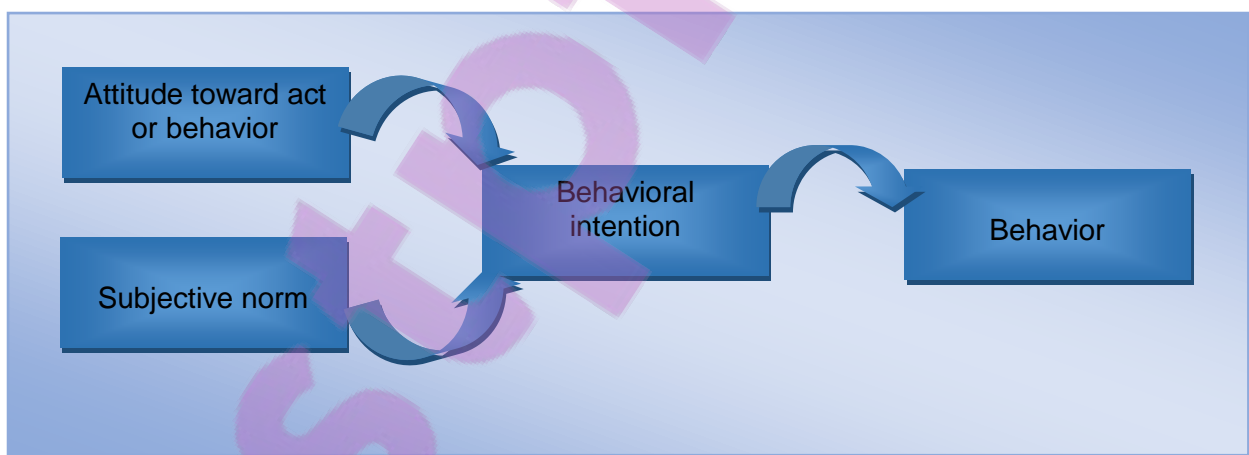 Attitude toward act
or behavior
Behavioral
intention
Behavior
Subjective norm